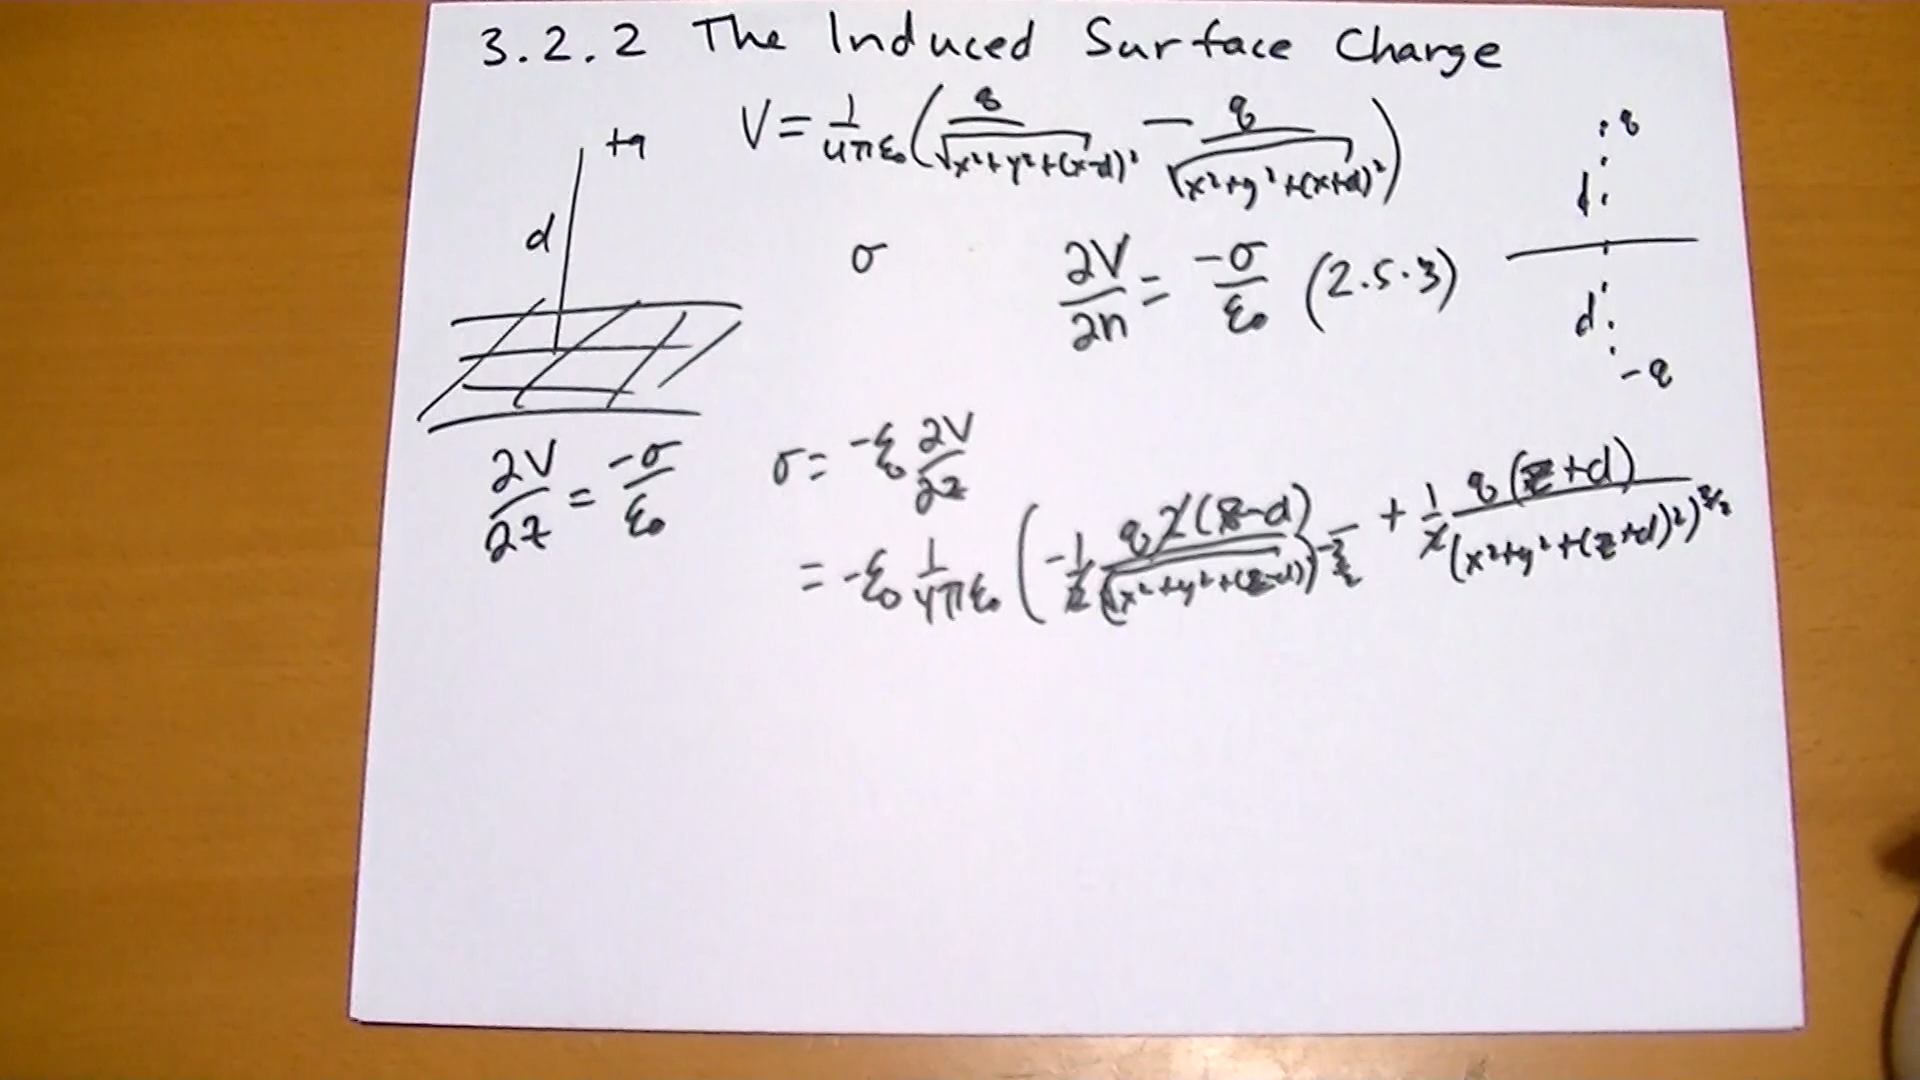 3.2.2 The Induced Surface Charge
+q
V = 1/4πε₀ (q/√x²+y²+(x-d)² - q/√x²+y²+(x+d)²)
q
d
d
σ
∂V/∂n = -σ/ε₀ (2.5.3)
d
-q
∂V/∂z = -σ/ε₀
σ = -ε₀ ∂V/∂z
= -ε₀ 1/4πε₀ (-1/2 q2(z-d)/(x²+y²+(z-d)²) -3/2 + 1/2 q(z+d)/(x²+y²+(z+d)²)^3/2